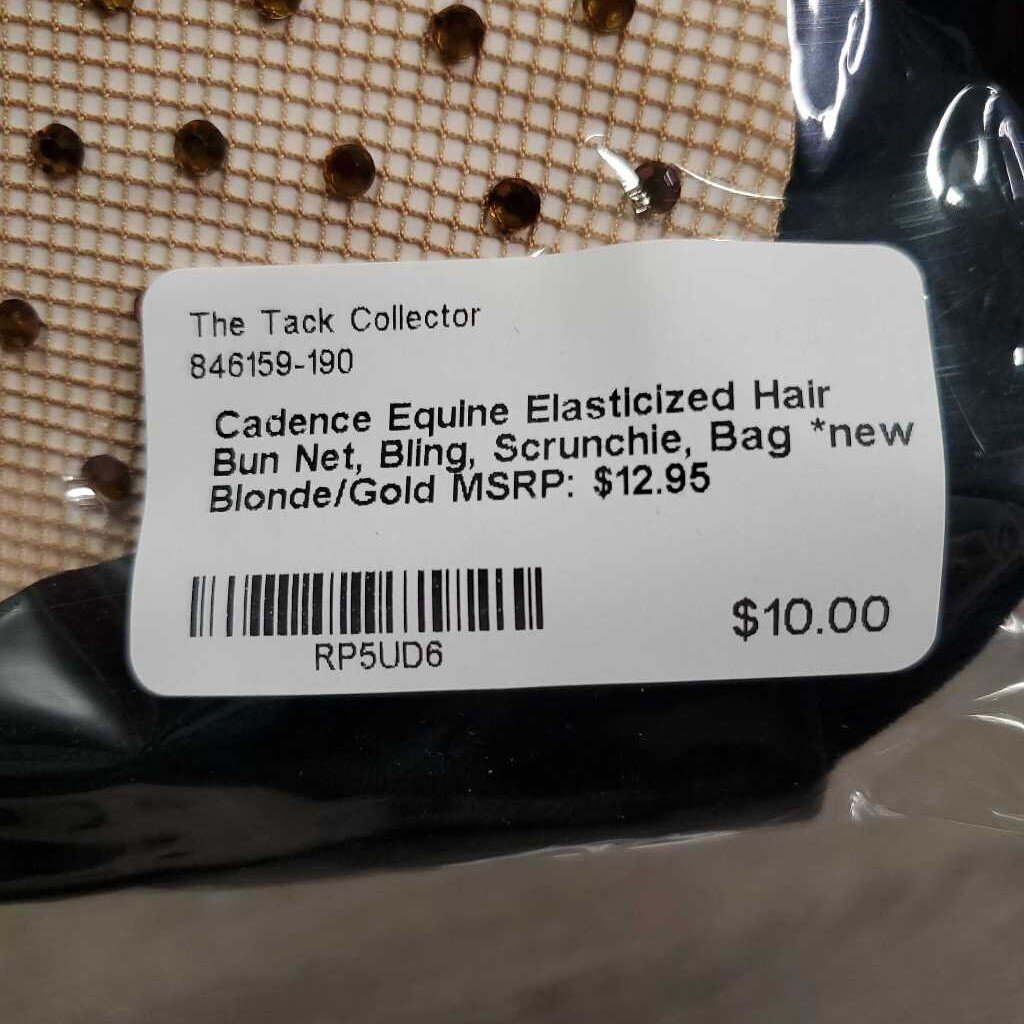 The Tack Collector
846159-190
Cadence Equine Elasticized Hair
Bun Net, Bling, Scrunchie, Bag *new
Blonde/Gold MSRP: $12.95
RP5UD6
$10.00